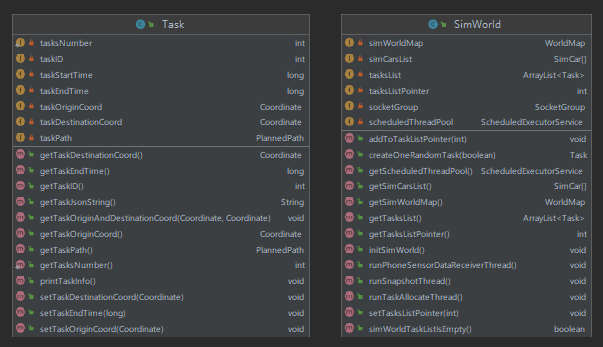 Task
tasksNumber int
taskID int
taskStartTime long
taskEndTime long
taskOriginCoord Coordinate
taskDestinationCoord Coordinate
taskPath PlannedPath
getTaskDestinationCoord() Coordinate
getTaskEndTime() long
getTaskID() int
getTaskJsonString() String
getTaskOriginAndDestinationCoord(Coordinate, Coordinate) void
getTaskOriginCoord() Coordinate
getTaskPath() PlannedPath
getTasksNumber() int
printTaskInfo() void
setTaskDestinationCoord(Coordinate) void
setTaskEndTime(long) void
setTaskOriginCoord(Coordinate) void
SimWorld
simWorldMap WorldMap
simCarsList SimCar[]
tasksList ArrayList<Task>
tasksListPointer int
socketGroup SocketGroup
scheduledThreadPool ScheduledExecutorService
addToTaskListPointer(int) void
createOneRandomTask(boolean) Task
getScheduledThreadPool() ScheduledExecutorService
getSimCarsList() SimCar[]
getSimWorldMap() WorldMap
getTasksList() ArrayList<Task>
getTasksListPointer() int
initSimWorld() void
runPhoneSensorDataReceiverThread() void
runSnapshotThread() void
runTaskAllocateThread() void
setTasksListPointer(int) void
simWorldTaskListIsEmpty() boolean